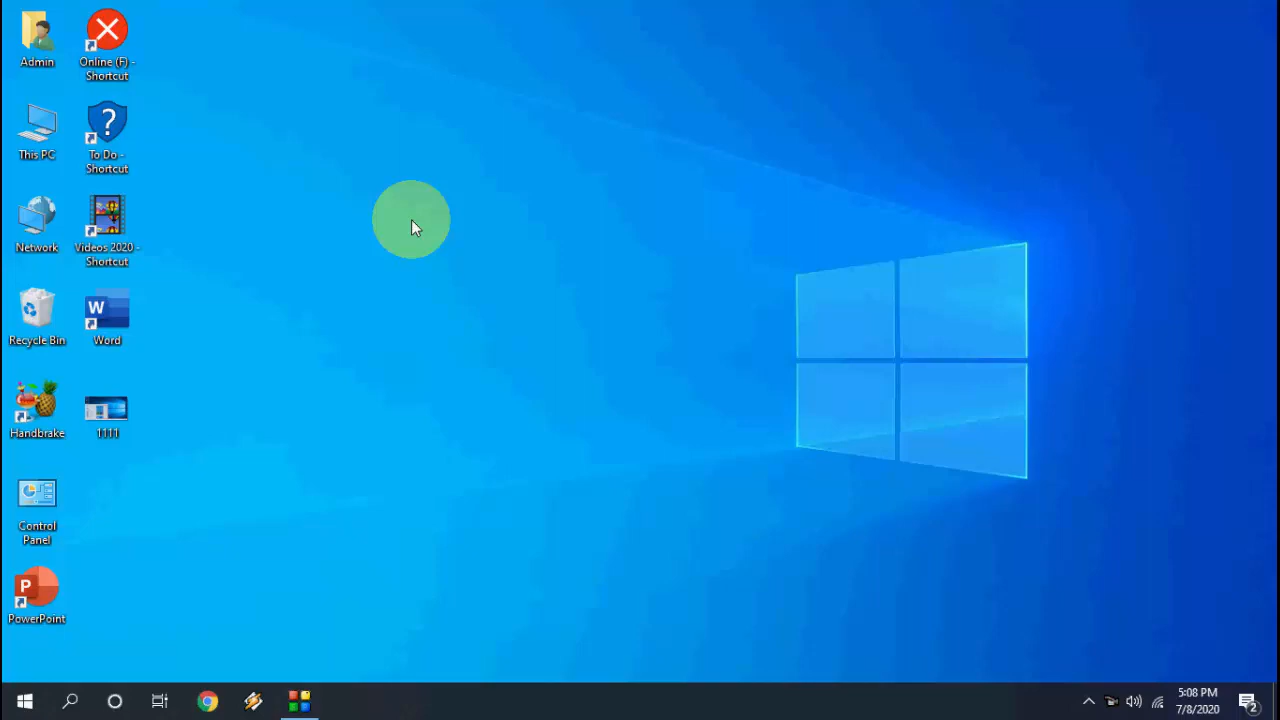 Admin
Online (F) -
Shortcut
This PC
To Do -
Shortcut
Network
Videos 2020 -
Shortcut
Recycle Bin
W
Word
Handbrake
1111
Control
Panel
P
PowerPoint
5:08 PM
7/8/2020
2